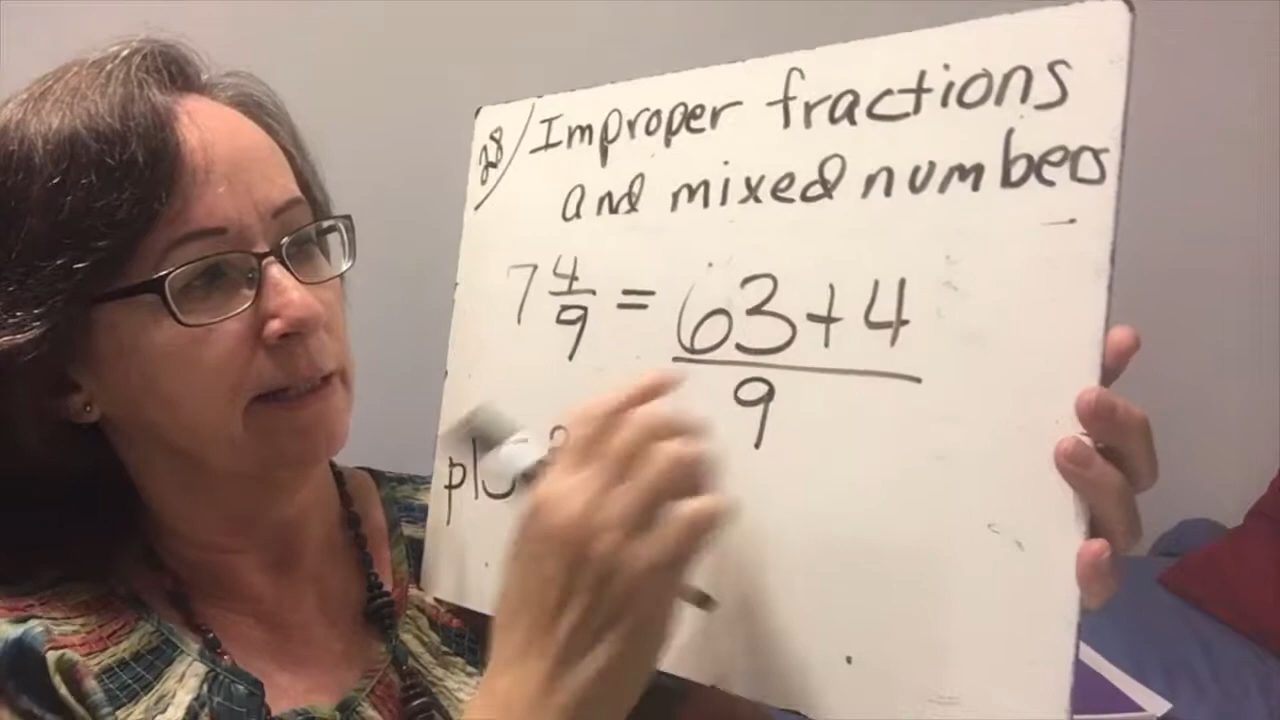 28/ Improper fractions
and mixed numbers
7 4/9 = 63+4
9